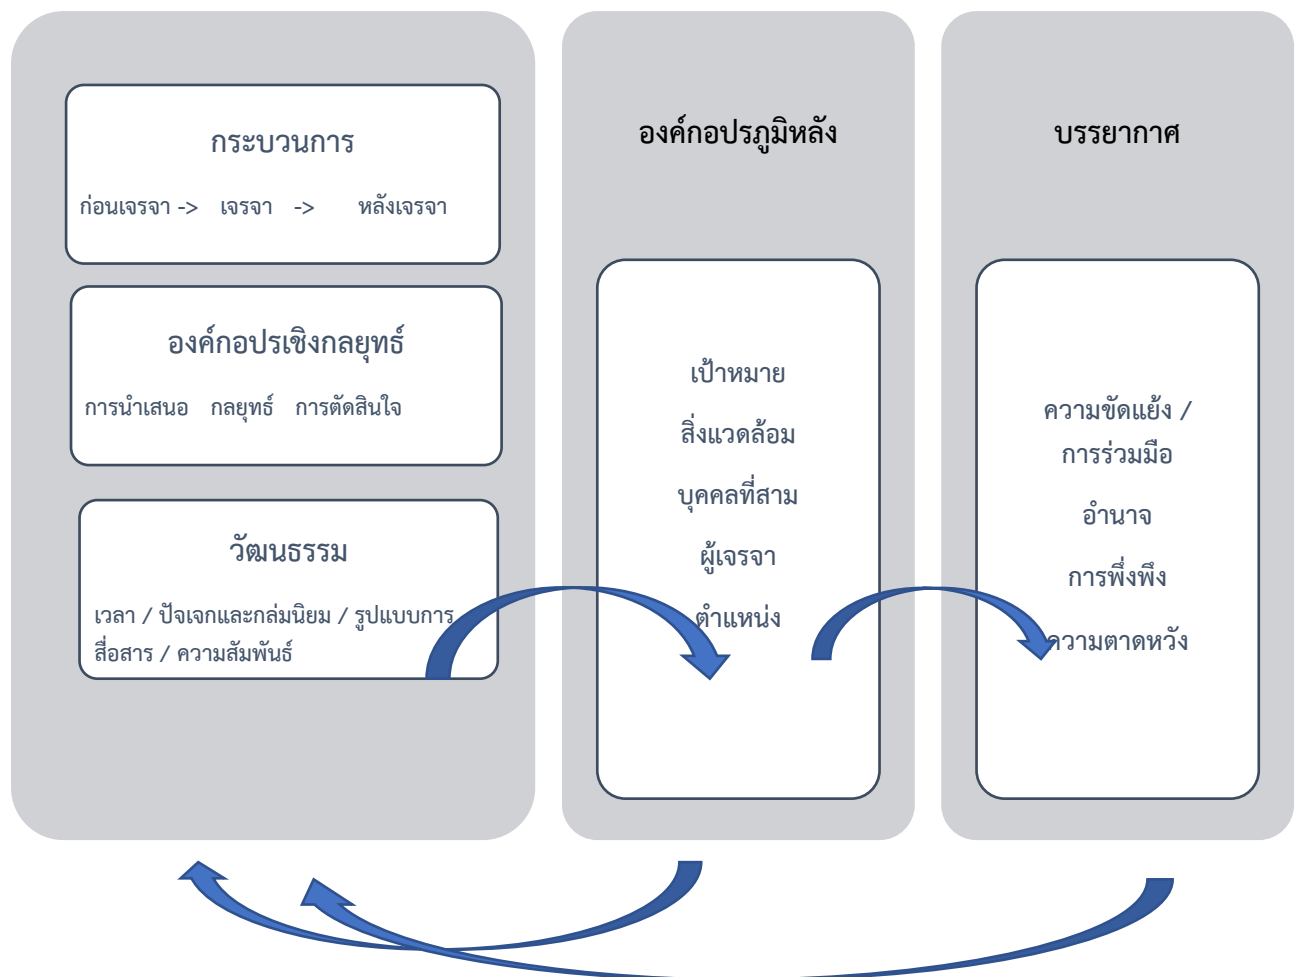 กระบวนการ
ก่อนเจรจา -> เจรจา -> หลังเจรจา
องค์กอปรเชิงกลยุทธ์
การนำเสนอ กลยุทธ์ การตัดสินใจ
วัฒนธรรม
เวลา / ปัจเจกและกล่มนิยม / รูปแบบการ
สื่อสาร / ความสัมพันธ์
องค์กอปรภูมิหลัง
เป้าหมาย
สิ่งแวดล้อม
บุคคลที่สาม
ผู้เจรจา
ตำแหน่ง
บรรยากาศ
ความขัดแย้ง /
การร่วมมือ
อำนาจ
การพึ่งพึง
ความตาดหวัง